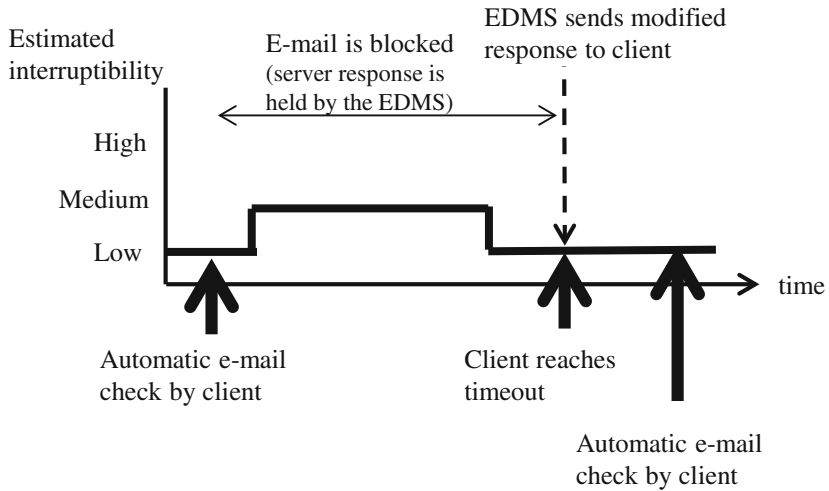 Estimated
interruptibility
E-mail is blocked
(server response is
held by the EDMS)
EDMS sends modified
response to client
High
Medium
Low
time
Automatic e-mail
check by client
Client reaches
timeout
Automatic e-mail
check by client